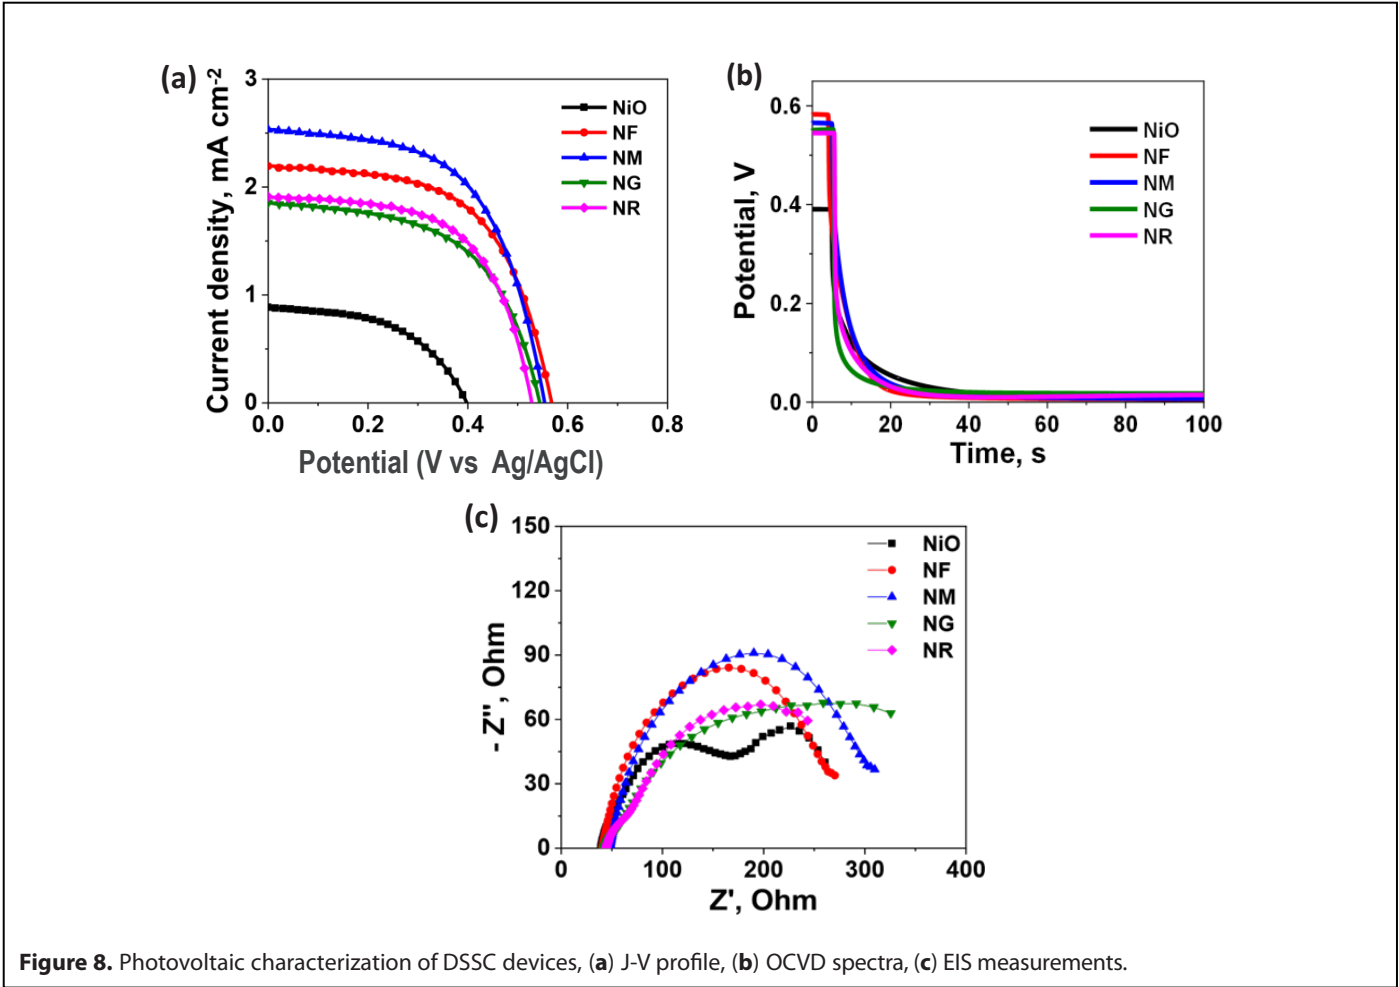 (a)
Current density, mA cm⁻²
3
2
1
0
0.0 0.2 0.4 0.6 0.8
Potential (V vs Ag/AgCl)
NiO
NF
NM
NG
NR
(b)
Potential, V
0.6
0.4
0.2
0.0
0 20 40 60 80 100
Time, s
NiO
NF
NM
NG
NR
(c)
- Z'', Ohm
150
120
90
60
30
0
0 100 200 300 400
Z', Ohm
NiO
NF
NM
NG
NR
Figure 8. Photovoltaic characterization of DSSC devices, (a) J-V profile, (b) OCVD spectra, (c) EIS measurements.